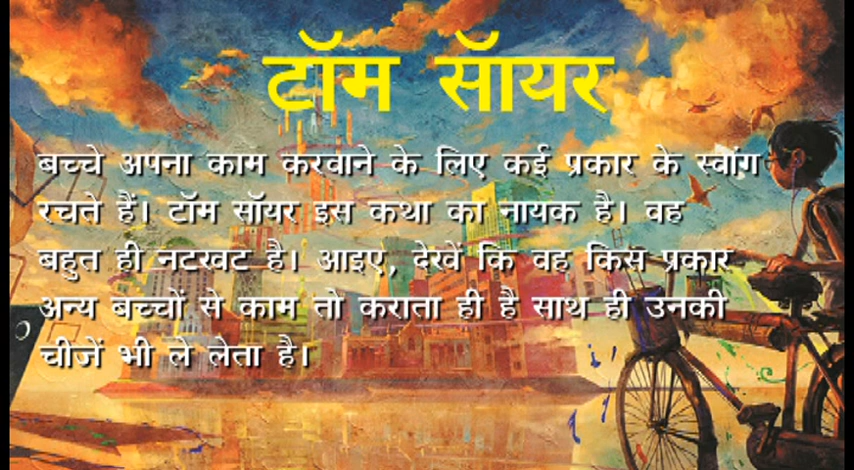 टॉम सॉयर
बच्चे अपना काम करवाने के लिए कई प्रकार के स्वांग
रचते हैं। टॉम सॉयर इस कथा का नायक है। वह
बहुत ही नटखट है। आइए, देखें कि वह किस प्रकार
अन्य बच्चों से काम तो कराता ही है साथ ही उनकी
चीजें भी ले लेता है।